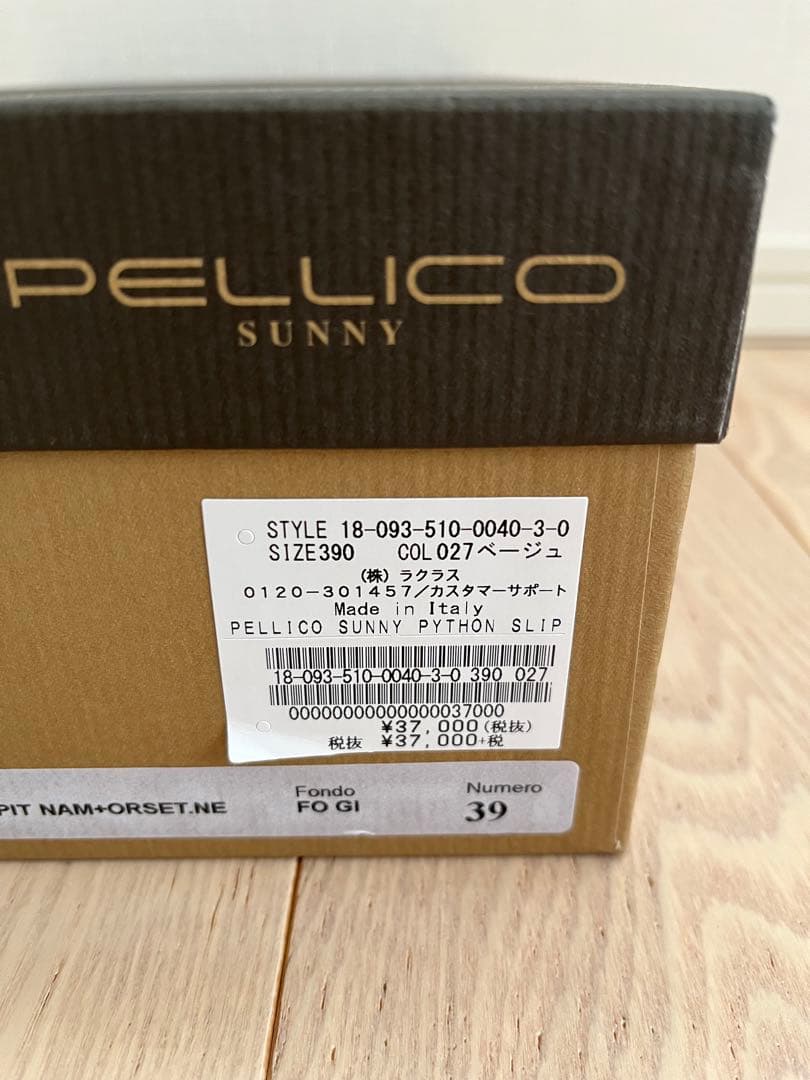 PELLICO
SUNNY
STYLE 18-093-510-0040-3-0
SIZE390 COL027ベージュ
(株) ラクラス
0120-301457/カスタマーサポート
Made in Italy
PELLICO SUNNY PYTHON SLIP
18-093-510-0040-3-0 390 027
00000000000000037000
¥37,000(税抜)
税抜 ¥37,000+税
PIT NAM+ORSET.NE
Fondo
FO GI
Numero
39